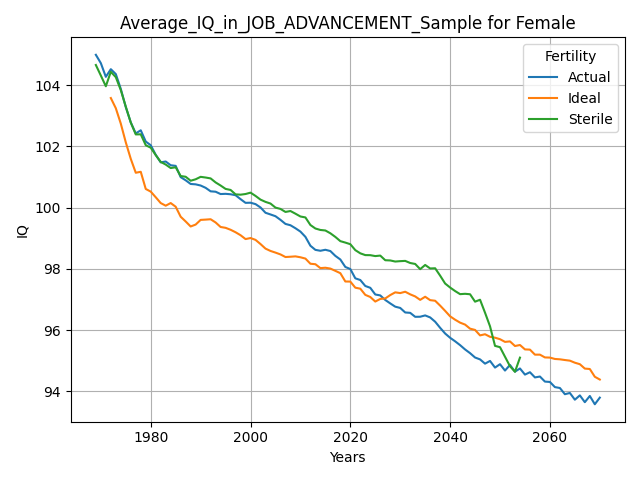 Average_IQ_in_JOB_ADVANCEMENT_Sample for Female
Fertility
Actual
Ideal
Sterile
IQ
104
102
100
98
96
94
1980
2000
2020
2040
2060
Years